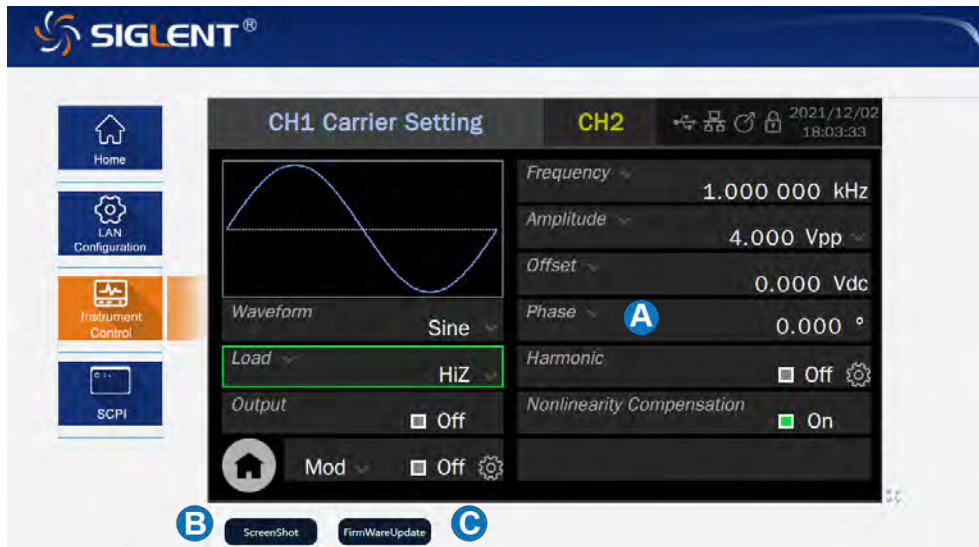 SIGLENT®
Home
LAN
Configuration
Instrument
Control
SCPI
CH1 Carrier Setting
CH2
2021/12/02
18:03:33
Frequency
1.000 000 kHz
Amplitude
4.000 Vpp
Offset
0.000 Vdc
Waveform
Sine
Phase
A
0.000 °
Load
HiZ
Harmonic
Off
Output
Off
Nonlinearity Compensation
On
Mod
Off
B
ScreenShot
FirmWareUpdate
C